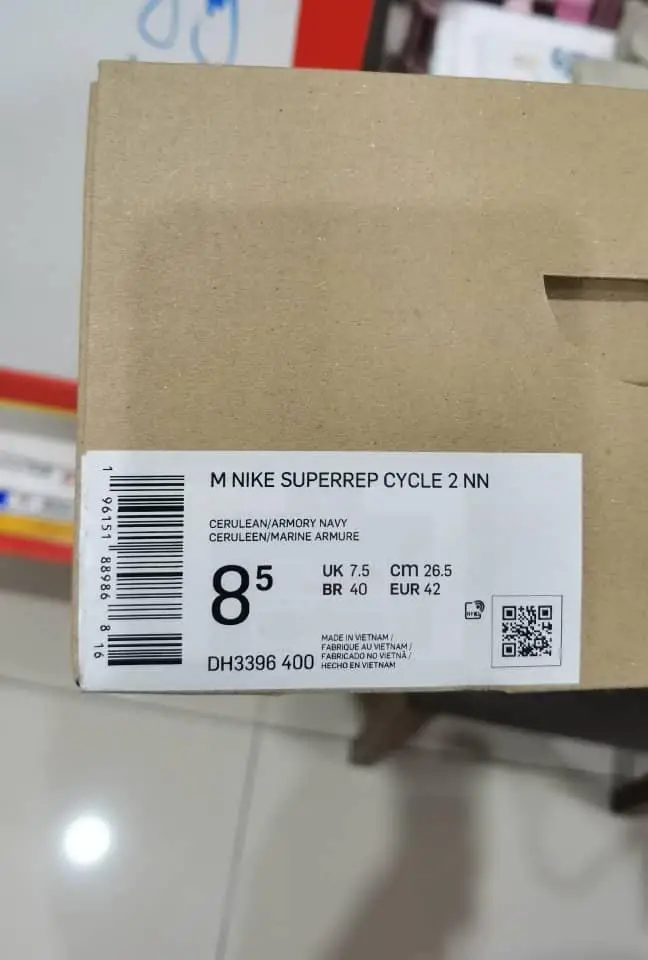 M NIKE SUPERREP CYCLE 2 NN
CERULEAN/ARMORY NAVY
CERULEEN/MARINE ARMURE
8⁵
UK 7.5 cm 26.5
BR 40 EUR 42
DH3396 400
MADE IN VIETNAM /
FABRIQUE AU VIETNAM /
FABRICADO NO VIETNÃ /
HECHO EN VIETNAM
1 96151 88986 8 16